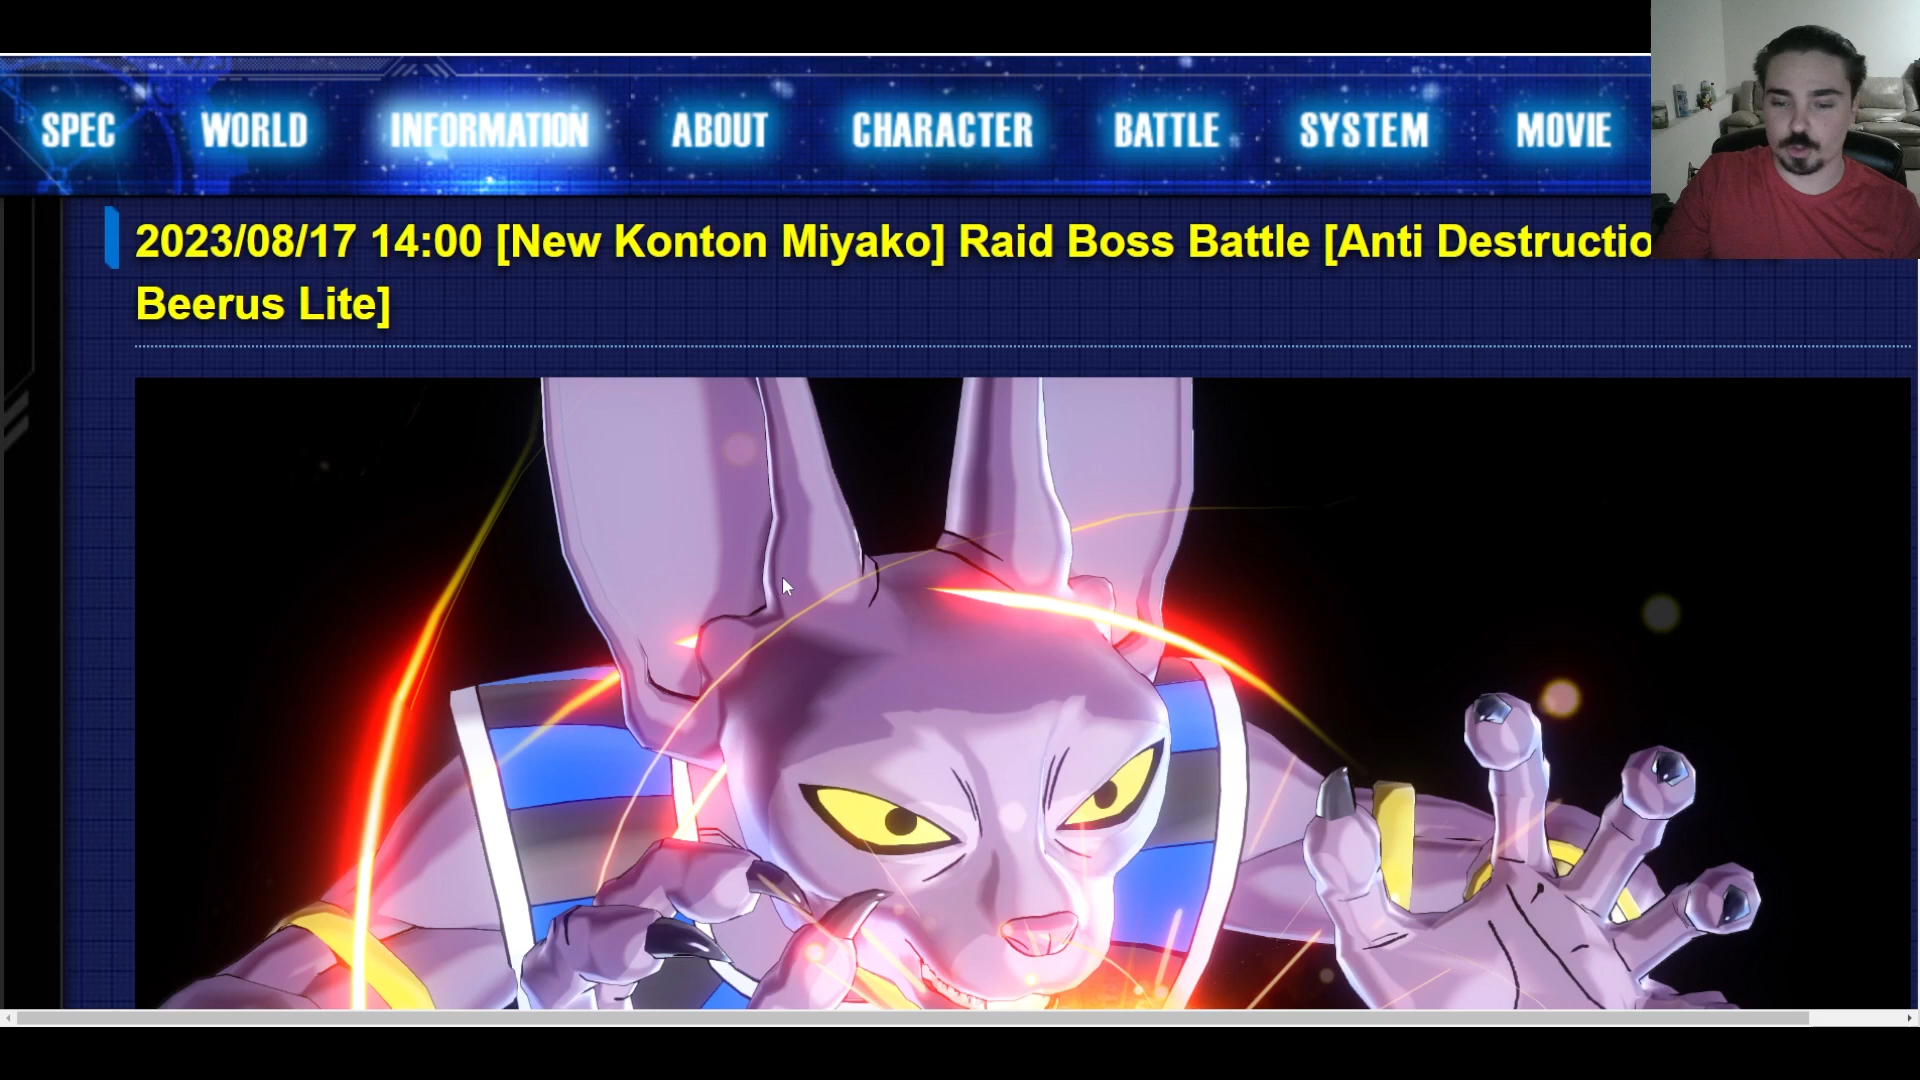 SPEC WORLD INFORMATION ABOUT CHARACTER BATTLE SYSTEM MOVIE
2023/08/17 14:00 [New Konton Miyako] Raid Boss Battle [Anti Destructio
Beerus Lite]